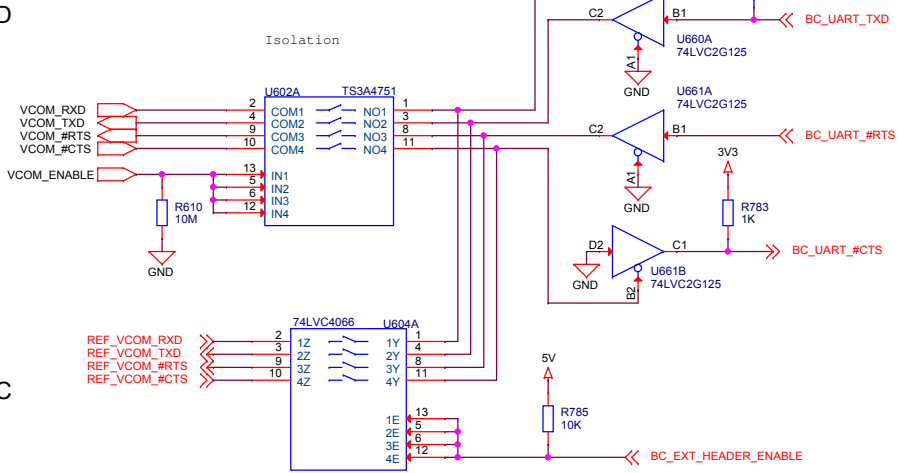 D
Isolation
C2
B1
BC_UART_TXD
U660A
74LVC2G125
A1
GND
U602A
TS3A4751
U661A
74LVC2G125
VCOM_RXD
2
COM1
NO1
1
VCOM_TXD
4
COM2
NO2
3
VCOM_#RTS
9
COM3
NO3
8
C2
B1
BC_UART_#RTS
VCOM_#CTS
10
COM4
NO4
11
3V3
VCOM_ENABLE
13
IN1
5
IN2
6
IN3
12
IN4
A1
GND
R610
10M
R783
1K
GND
D2
C1
BC_UART_#CTS
GND
U661B
74LVC2G125
B2
74LVC4066
U604A
REF_VCOM_RXD
2
1Z
1Y
1
REF_VCOM_TXD
3
2Z
2Y
4
REF_VCOM_#RTS
9
3Z
3Y
8
REF_VCOM_#CTS
10
4Z
4Y
11
5V
C
1E
13
2E
5
3E
6
4E
12
R785
10K
BC_EXT_HEADER_ENABLE